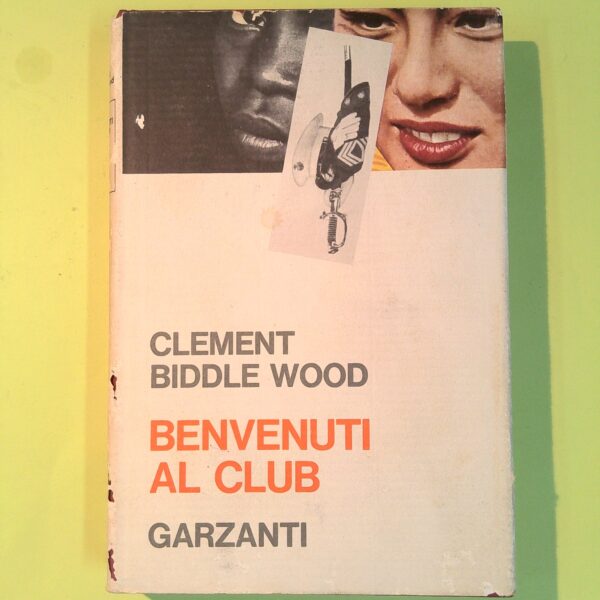 CLEMENT
BIDDLE WOOD
BENVENUTI
AL CLUB
GARZANTI